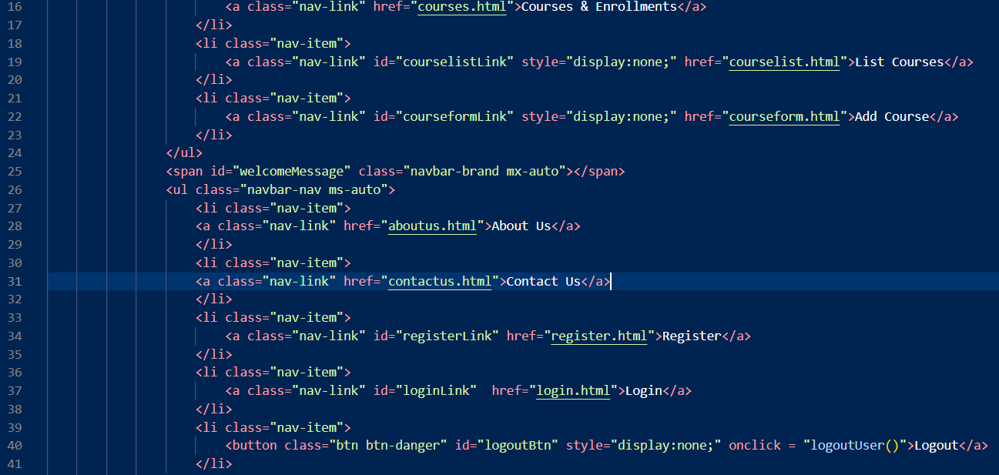 16 <a class="nav-link" href="courses.html">Courses & Enrollments</a>
17 </li>
18 <li class="nav-item">
19 <a class="nav-link" id="courselistLink" style="display:none;" href="courselist.html">List Courses</a>
20 </li>
21 <li class="nav-item">
22 <a class="nav-link" id="courseformLink" style="display:none;" href="courseform.html">Add Course</a>
23 </li>
24 </ul>
25 <span id="welcomeMessage" class="navbar-brand mx-auto"></span>
26 <ul class="navbar-nav ms-auto">
27 <li class="nav-item">
28 <a class="nav-link" href="aboutus.html">About Us</a>
29 </li>
30 <li class="nav-item">
31 <a class="nav-link" href="contactus.html">Contact Us</a>
32 </li>
33 <li class="nav-item">
34 <a class="nav-link" id="registerLink" href="register.html">Register</a>
35 </li>
36 <li class="nav-item">
37 <a class="nav-link" id="loginLink"  href="login.html">Login</a>
38 </li>
39 <li class="nav-item">
40 <button class="btn btn-danger" id="logoutBtn" style="display:none;" onclick = "logoutUser()">Logout</a>
41 </li>